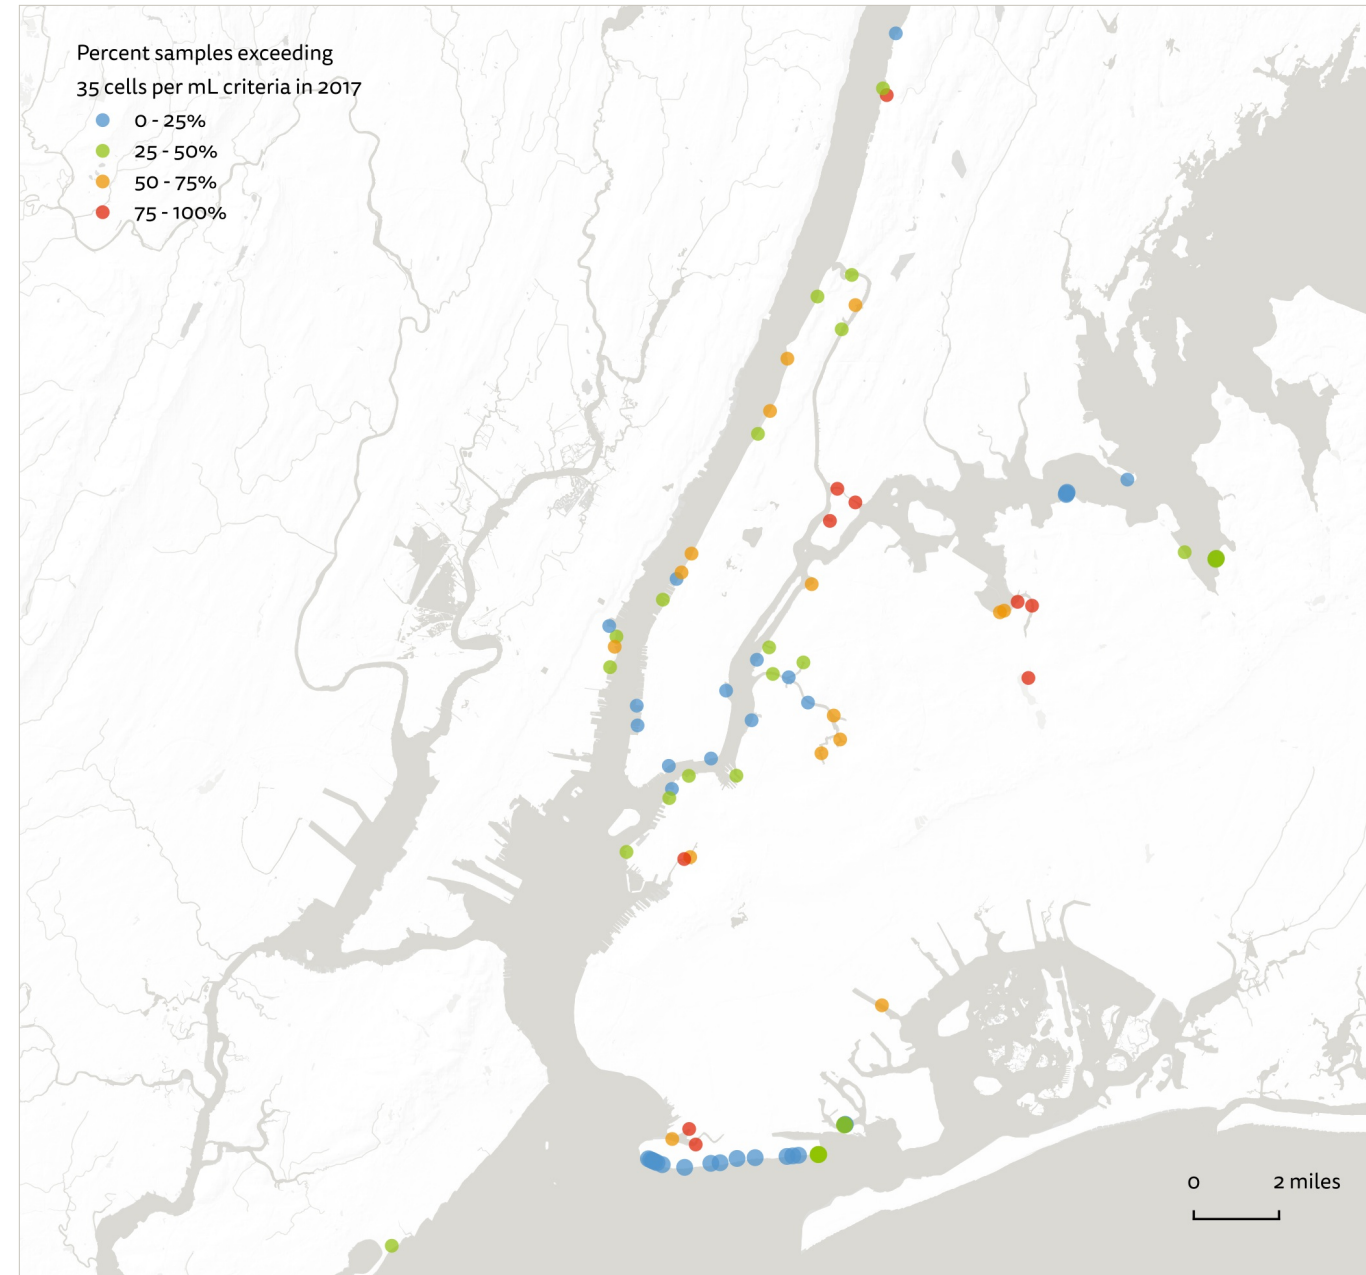 Percent samples exceeding
35 cells per mL criteria in 2017
0 - 25%
25 - 50%
50 - 75%
75 - 100%
0 2 miles